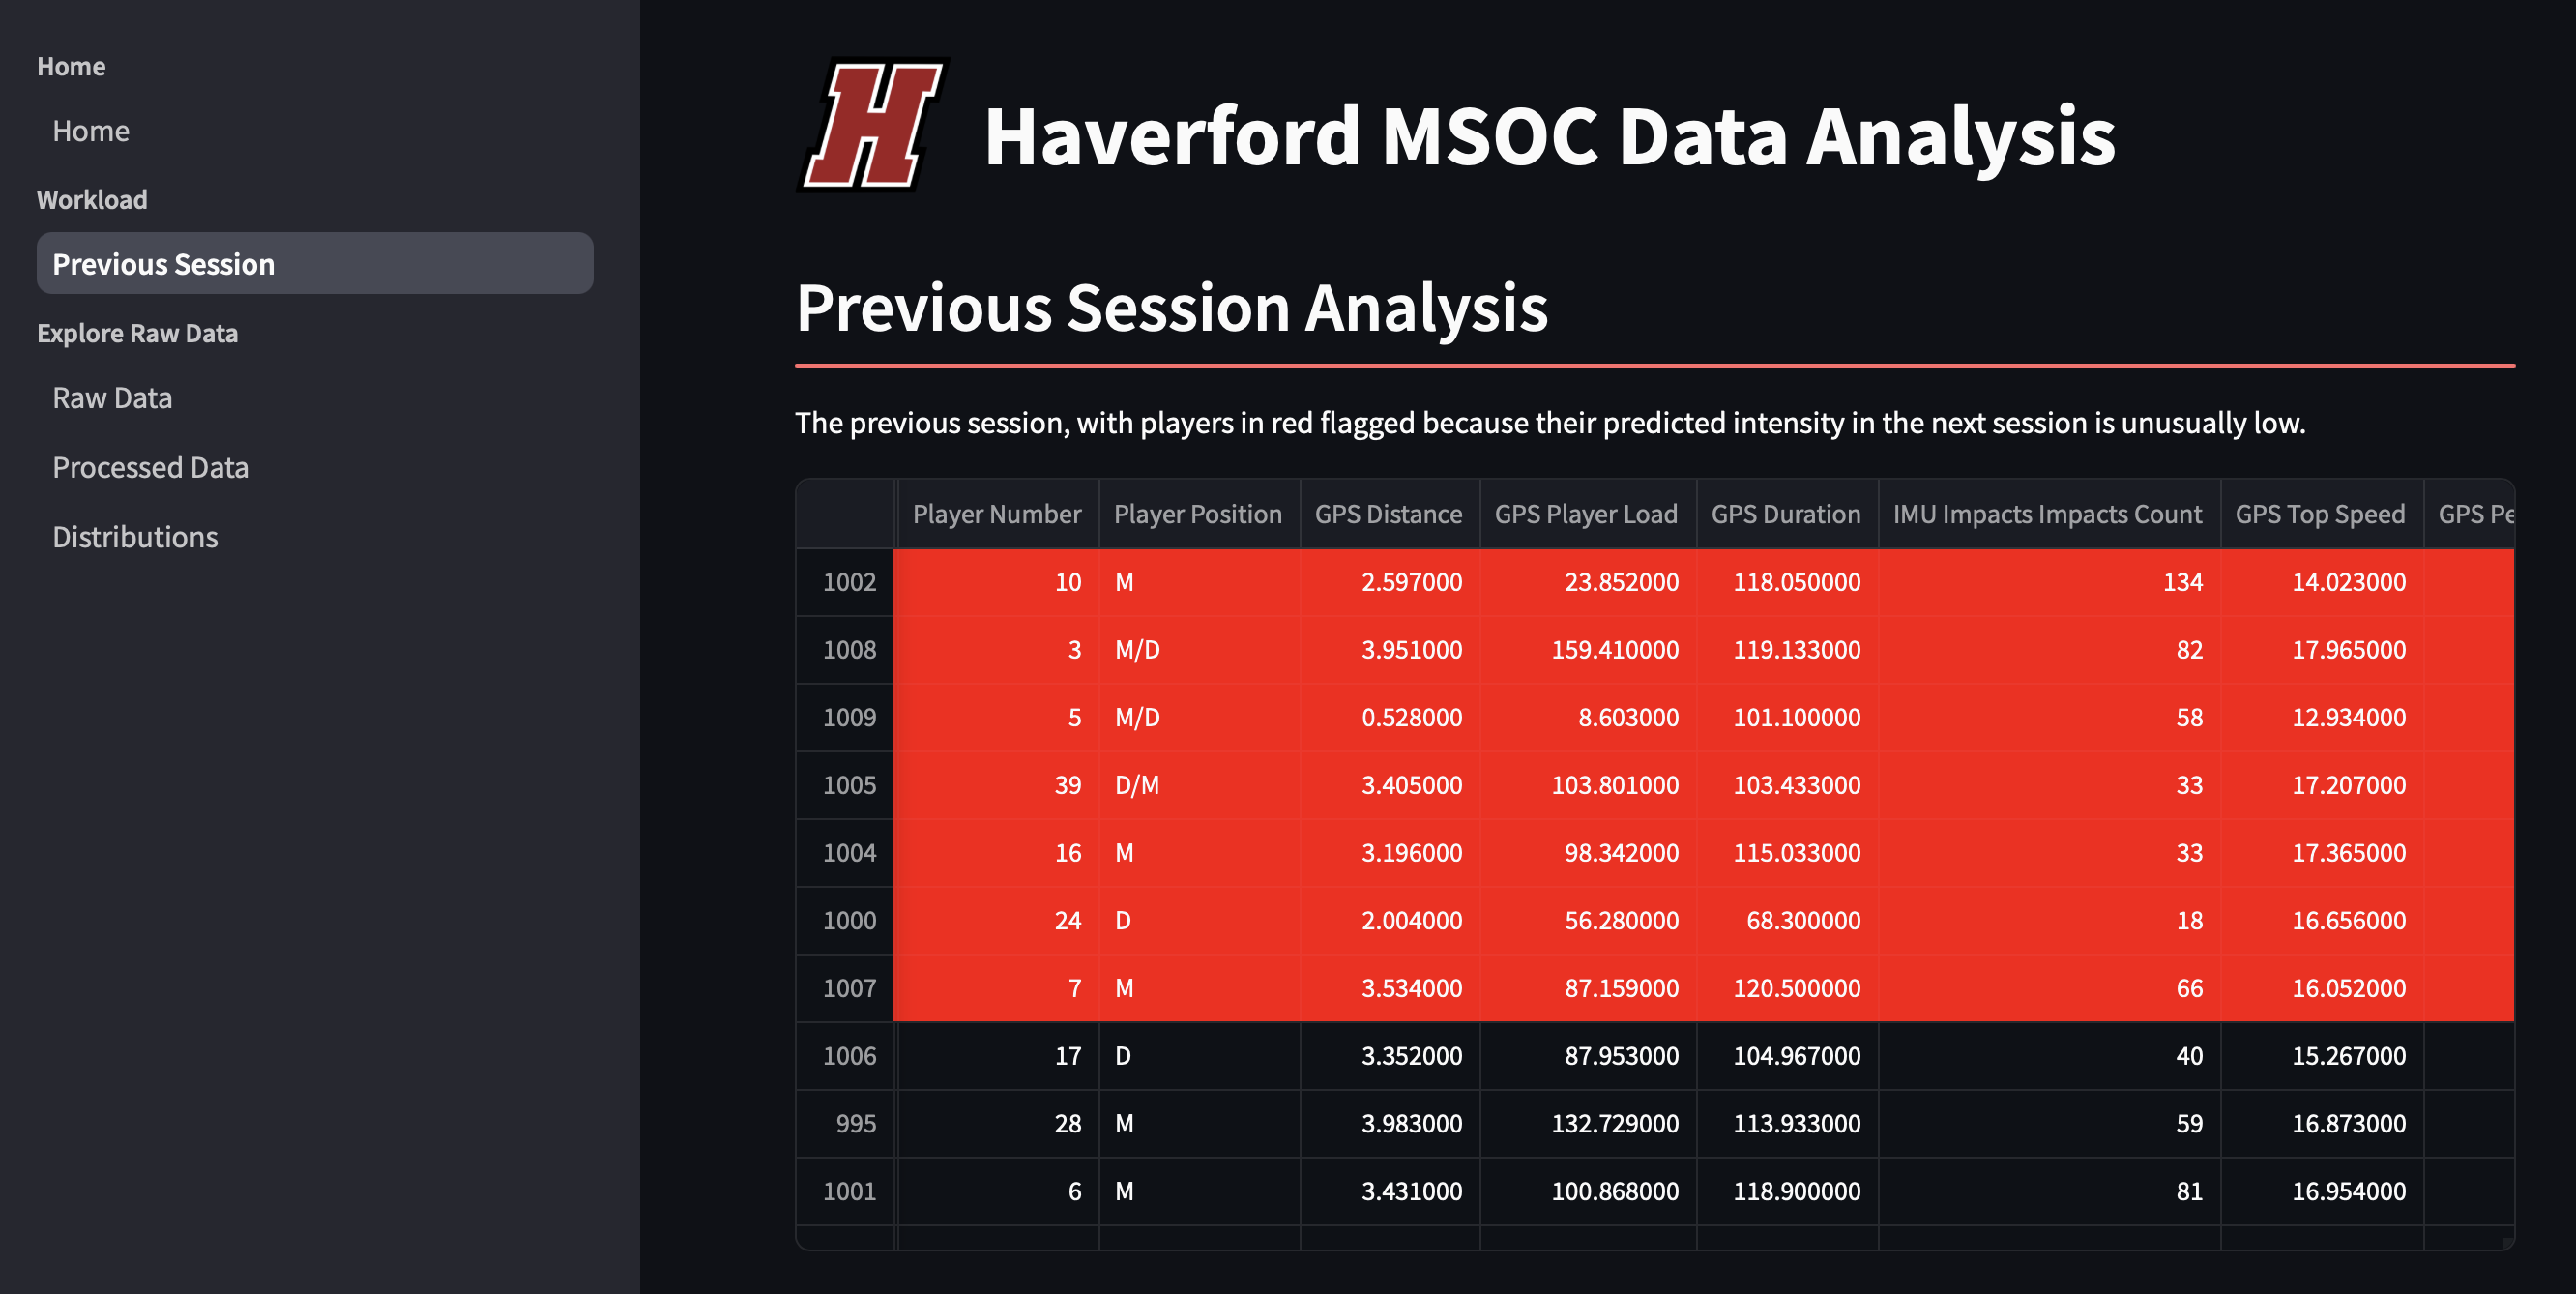 Home
Home
Workload
Previous Session
Explore Raw Data
Raw Data
Processed Data
Distributions
H
Haverford MSOC Data Analysis
Previous Session Analysis
The previous session, with players in red flagged because their predicted intensity in the next session is unusually low.
Player Number Player Position GPS Distance GPS Player Load GPS Duration IMU Impacts Impacts Count GPS Top Speed GPS Pe
1002 10 M 2.597000 23.852000 118.050000 134 14.023000
1008 3 M/D 3.951000 159.410000 119.133000 82 17.965000
1009 5 M/D 0.528000 8.603000 101.100000 58 12.934000
1005 39 D/M 3.405000 103.801000 103.433000 33 17.207000
1004 16 M 3.196000 98.342000 115.033000 33 17.365000
1000 24 D 2.004000 56.280000 68.300000 18 16.656000
1007 7 M 3.534000 87.159000 120.500000 66 16.052000
1006 17 D 3.352000 87.953000 104.967000 40 15.267000
995 28 M 3.983000 132.729000 113.933000 59 16.873000
1001 6 M 3.431000 100.868000 118.900000 81 16.954000